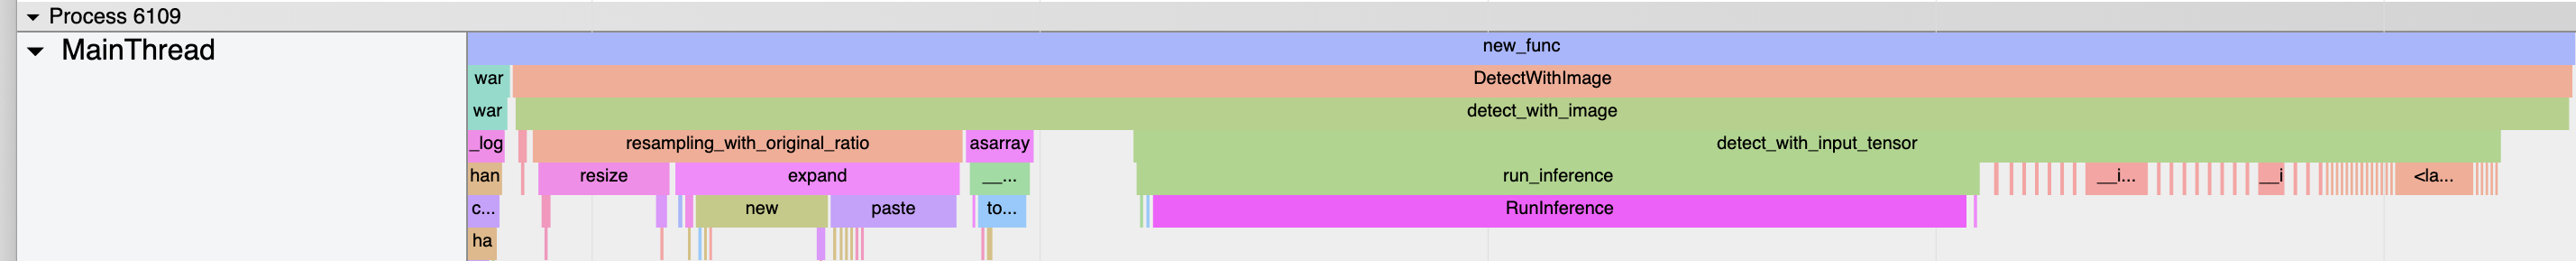 Process 6109
MainThread
new_func
war DetectWithImage
war detect_with_image
_log resampling_with_original_ratio asarray detect_with_input_tensor
han resize expand __... run_inference __i... __i <la...
c... new paste to... RunInference
ha